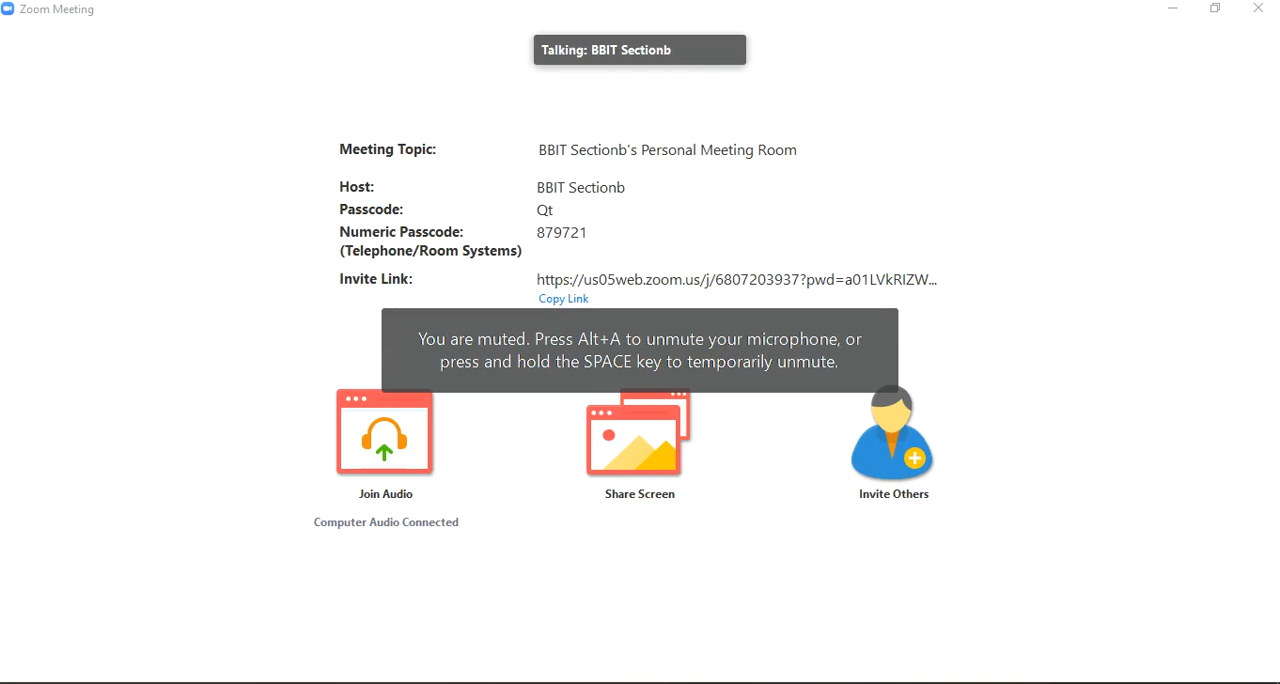 Zoom Meeting
Talking: BBIT Sectionb
Meeting Topic: BBIT Sectionb's Personal Meeting Room
Host: BBIT Sectionb
Passcode: Qt
Numeric Passcode: 879721
(Telephone/Room Systems)
Invite Link: https://us05web.zoom.us/j/6807203937?pwd=a01LVkRIZW...
Copy Link
You are muted. Press Alt+A to unmute your microphone, or
press and hold the SPACE key to temporarily unmute.
Join Audio Share Screen Invite Others
Computer Audio Connected